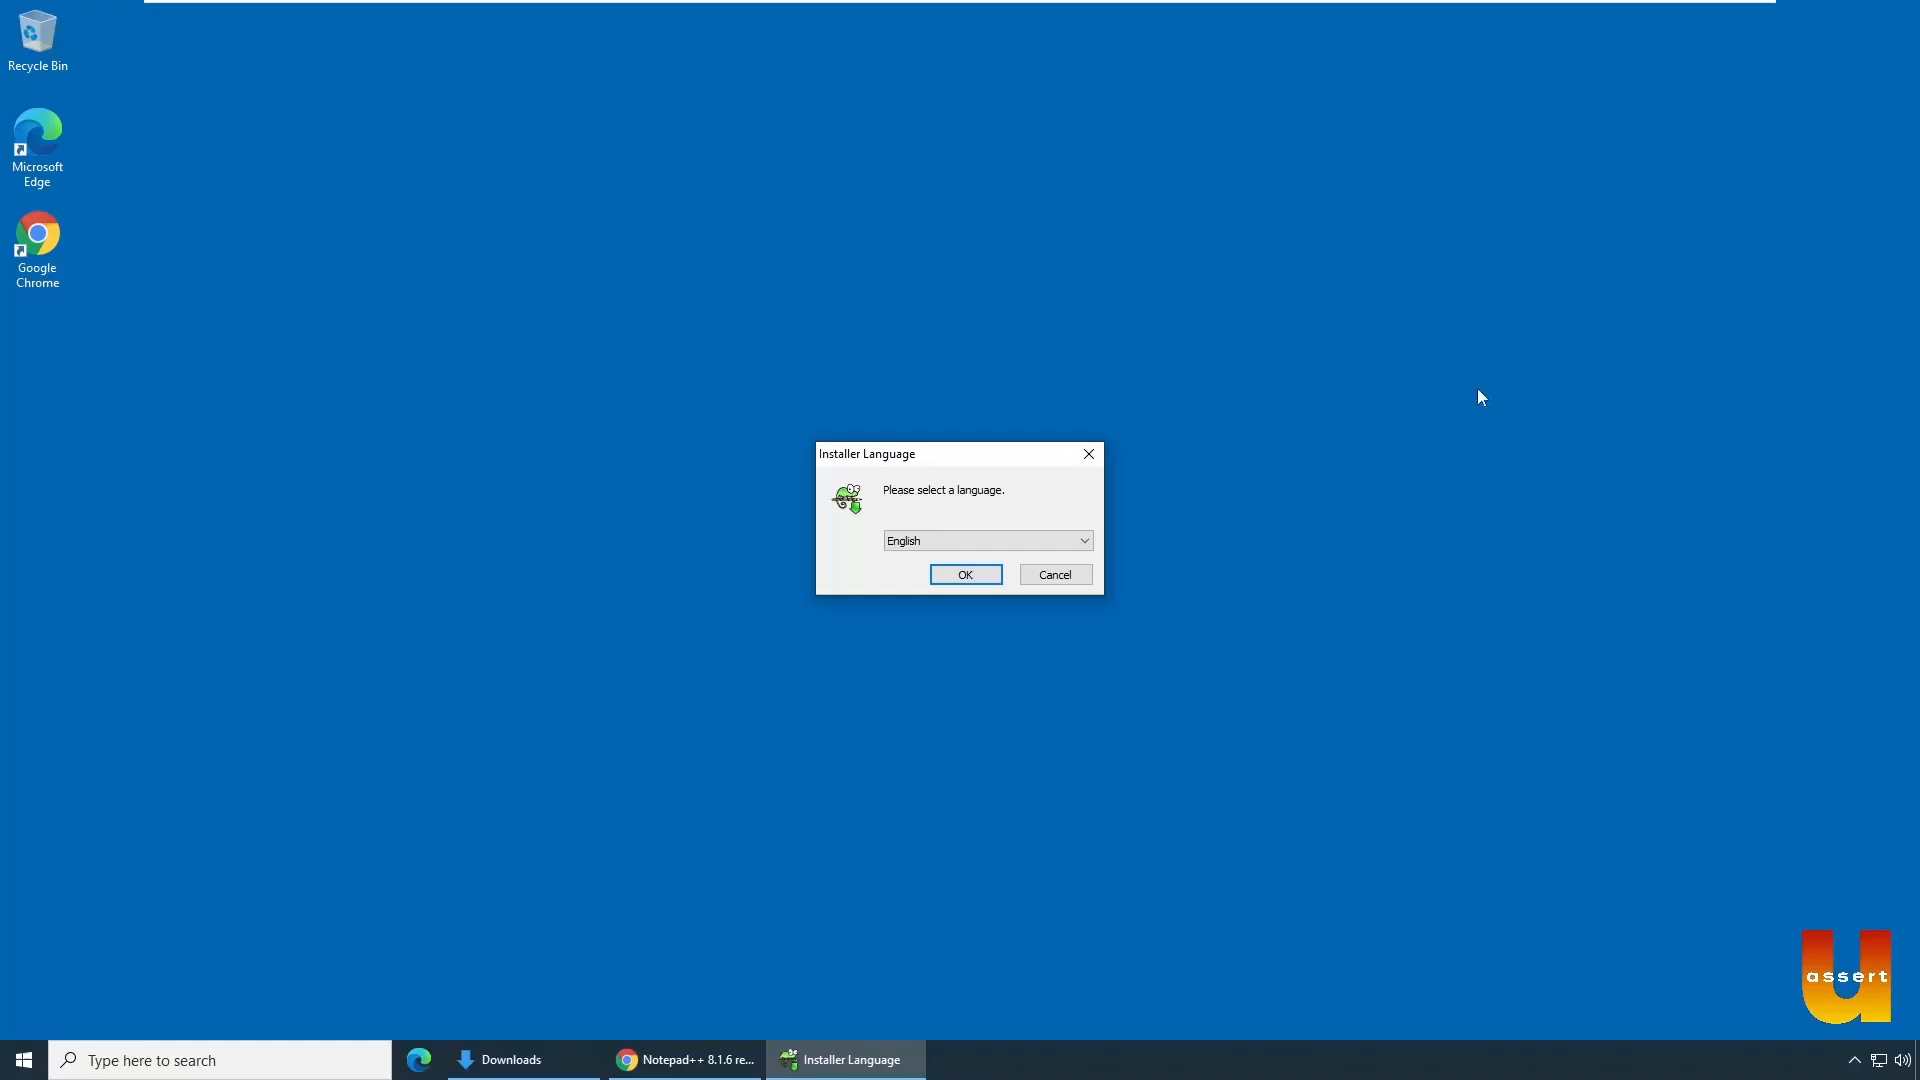 Recycle Bin
Microsoft
Edge
Google
Chrome
Installer Language
Please select a language.
English
OK
Cancel
assert
Type here to search
Downloads
Notepad++ 8.1.6 re...
Installer Language